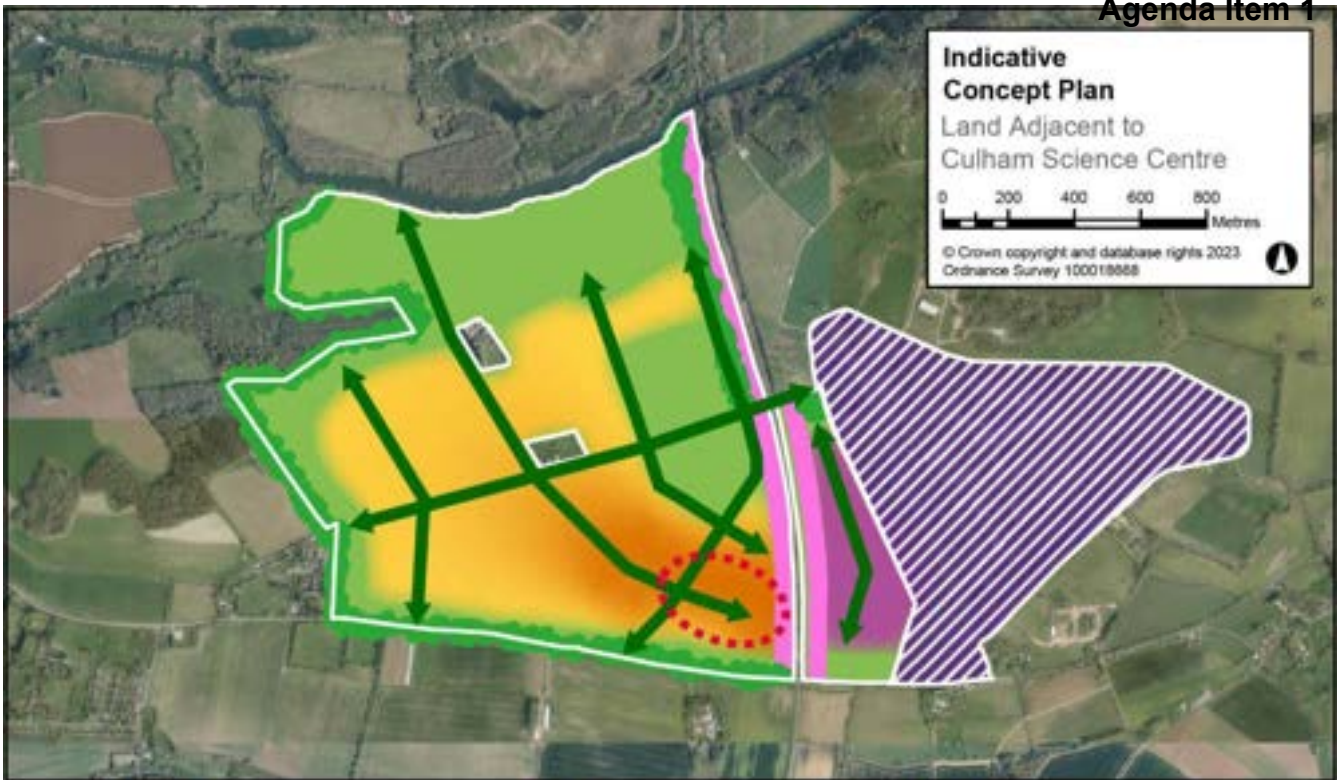 Agenda Item 1
Indicative
Concept Plan
Land Adjacent to
Culham Science Centre
0 200 400 600 800
Metres
© Crown copyright and database rights 2023
Ordnance Survey 100018668